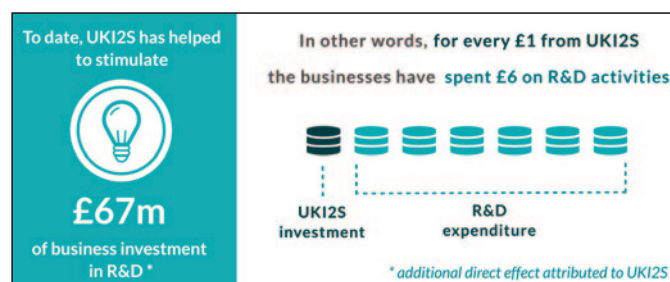 To date, UKI2S has helped
to stimulate
£67m
of business investment
in R&D *
In other words, for every £1 from UKI2S
the businesses have spent £6 on R&D activities
UKI2S
investment
R&D
expenditure
* additional direct effect attributed to UKI2S